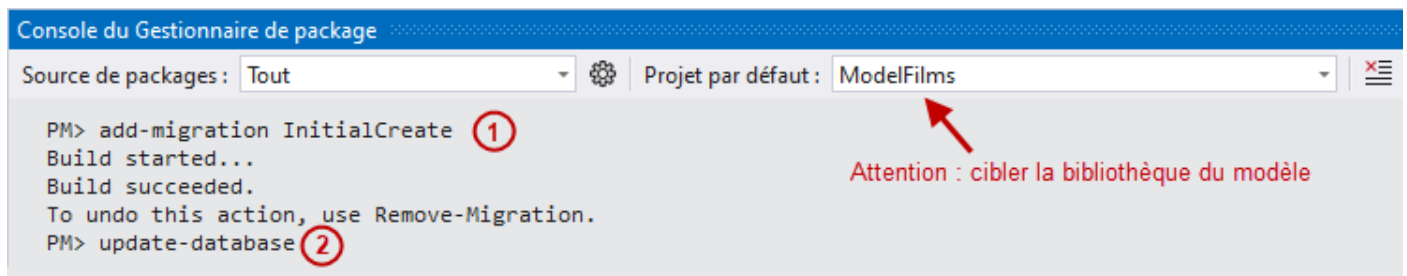 Console du Gestionnaire de package
Source de packages : Tout Projet par défaut : ModelFilms
PM> add-migration InitialCreate 1
Build started...
Build succeeded.
Attention : cibler la bibliothèque du modèle
To undo this action, use Remove-Migration.
PM> update-database 2